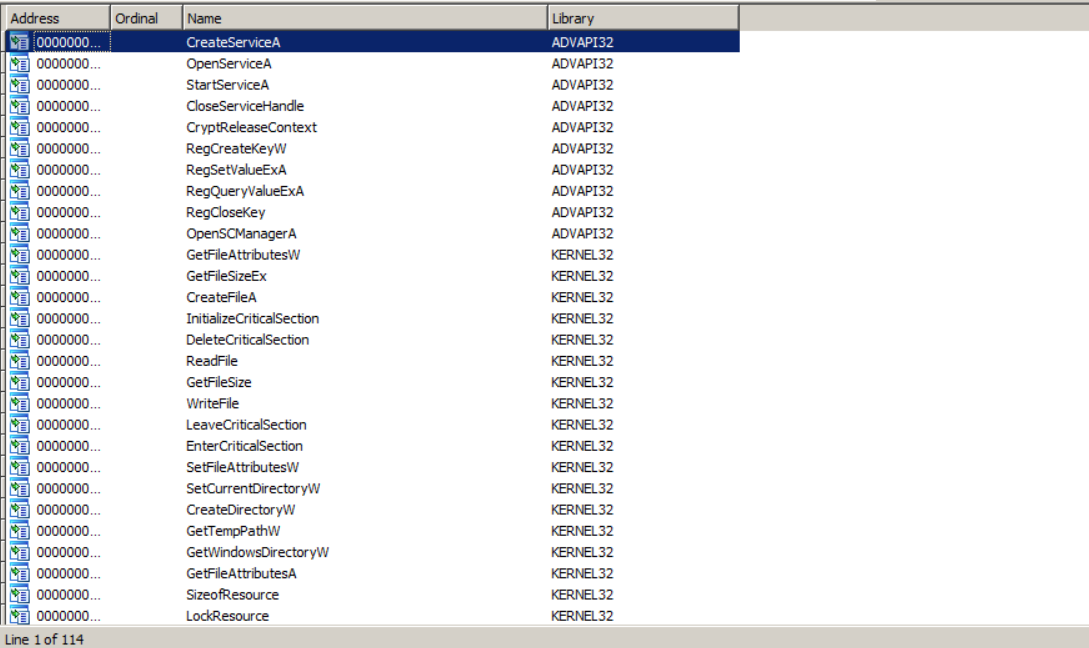 Address Ordinal Name Library
0000000... CreateServiceA ADVAPI32
0000000... OpenServiceA ADVAPI32
0000000... StartServiceA ADVAPI32
0000000... CloseServiceHandle ADVAPI32
0000000... CryptReleaseContext ADVAPI32
0000000... RegCreateKeyW ADVAPI32
0000000... RegSetValueExA ADVAPI32
0000000... RegQueryValueExA ADVAPI32
0000000... RegCloseKey ADVAPI32
0000000... OpenSCManagerA ADVAPI32
0000000... GetFileAttributesW KERNEL32
0000000... GetFileSizeEx KERNEL32
0000000... CreateFileA KERNEL32
0000000... InitializeCriticalSection KERNEL32
0000000... DeleteCriticalSection KERNEL32
0000000... ReadFile KERNEL32
0000000... GetFileSize KERNEL32
0000000... WriteFile KERNEL32
0000000... LeaveCriticalSection KERNEL32
0000000... EnterCriticalSection KERNEL32
0000000... SetFileAttributesW KERNEL32
0000000... SetCurrentDirectoryW KERNEL32
0000000... CreateDirectoryW KERNEL32
0000000... GetTempPathW KERNEL32
0000000... GetWindowsDirectoryW KERNEL32
0000000... GetFileAttributesA KERNEL32
0000000... SizeofResource KERNEL32
0000000... LockResource KERNEL32
Line 1 of 114